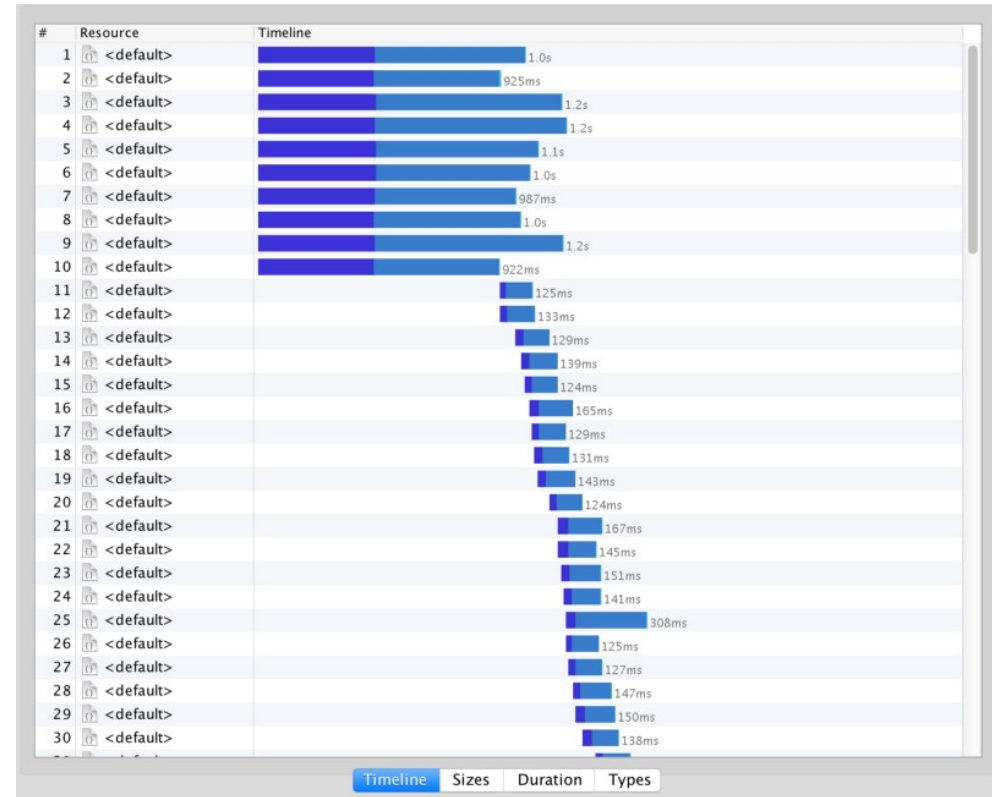 # Resource Timeline
1 <default> 1.0s
2 <default> 925ms
3 <default> 1.2s
4 <default> 1.2s
5 <default> 1.1s
6 <default> 1.0s
7 <default> 987ms
8 <default> 1.0s
9 <default> 1.2s
10 <default> 922ms
11 <default> 125ms
12 <default> 133ms
13 <default> 129ms
14 <default> 139ms
15 <default> 124ms
16 <default> 165ms
17 <default> 129ms
18 <default> 131ms
19 <default> 143ms
20 <default> 124ms
21 <default> 167ms
22 <default> 145ms
23 <default> 151ms
24 <default> 141ms
25 <default> 308ms
26 <default> 125ms
27 <default> 127ms
28 <default> 147ms
29 <default> 150ms
30 <default> 138ms
Timeline Sizes Duration Types